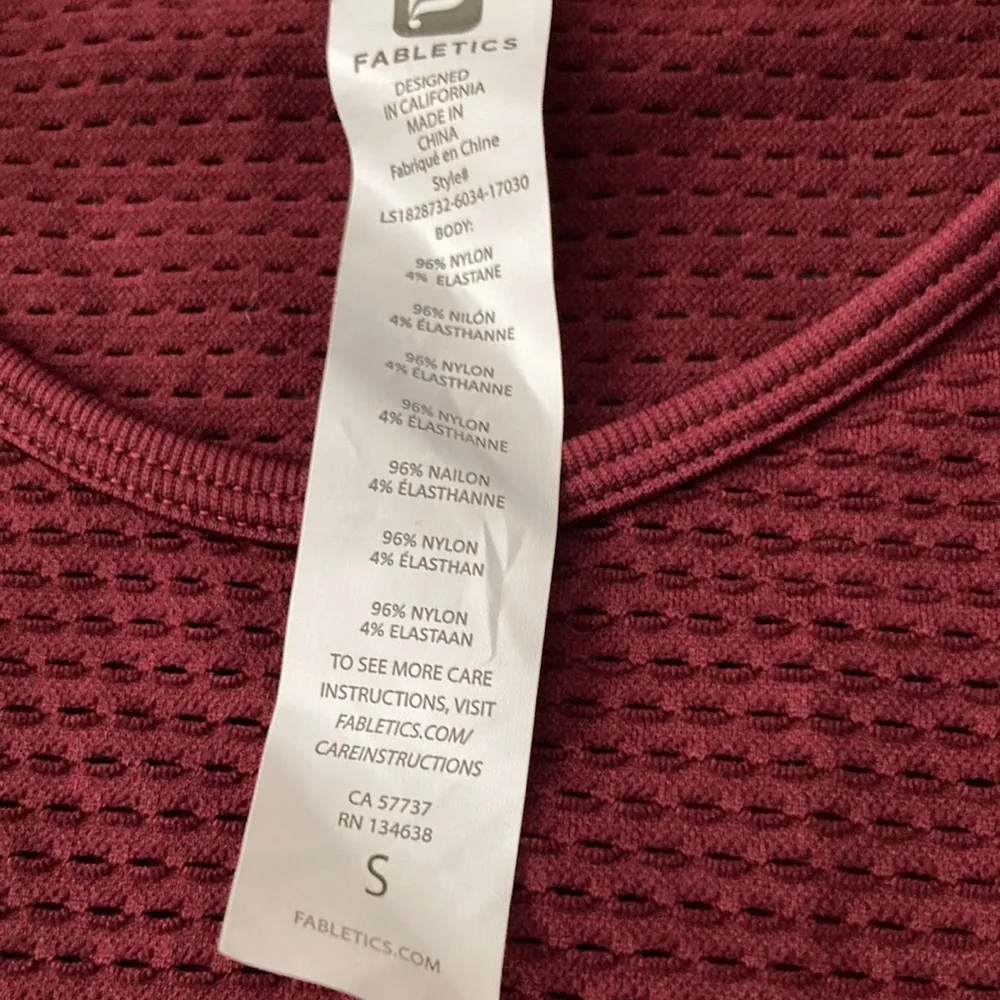 FABLETICS
DESIGNED
IN CALIFORNIA
MADE IN
CHINA
Fabriqué en Chine
Style#
LS1828732-6034-17030
BODY:
96% NYLON
4% ELASTANE
96% NILÓN
4% ÉLASTHANNE
96% NYLON
4% ÉLASTHANNE
96% NYLON
4% ÉLASTHANNE
96% NAILON
4% ÉLASTHANNE
96% NYLON
4% ÉLASTHAN
96% NYLON
4% ELASTAAN
TO SEE MORE CARE
INSTRUCTIONS, VISIT
FABLETICS.COM/
CAREINSTRUCTIONS
CA 57737
RN 134638
S
FABLETICS.COM